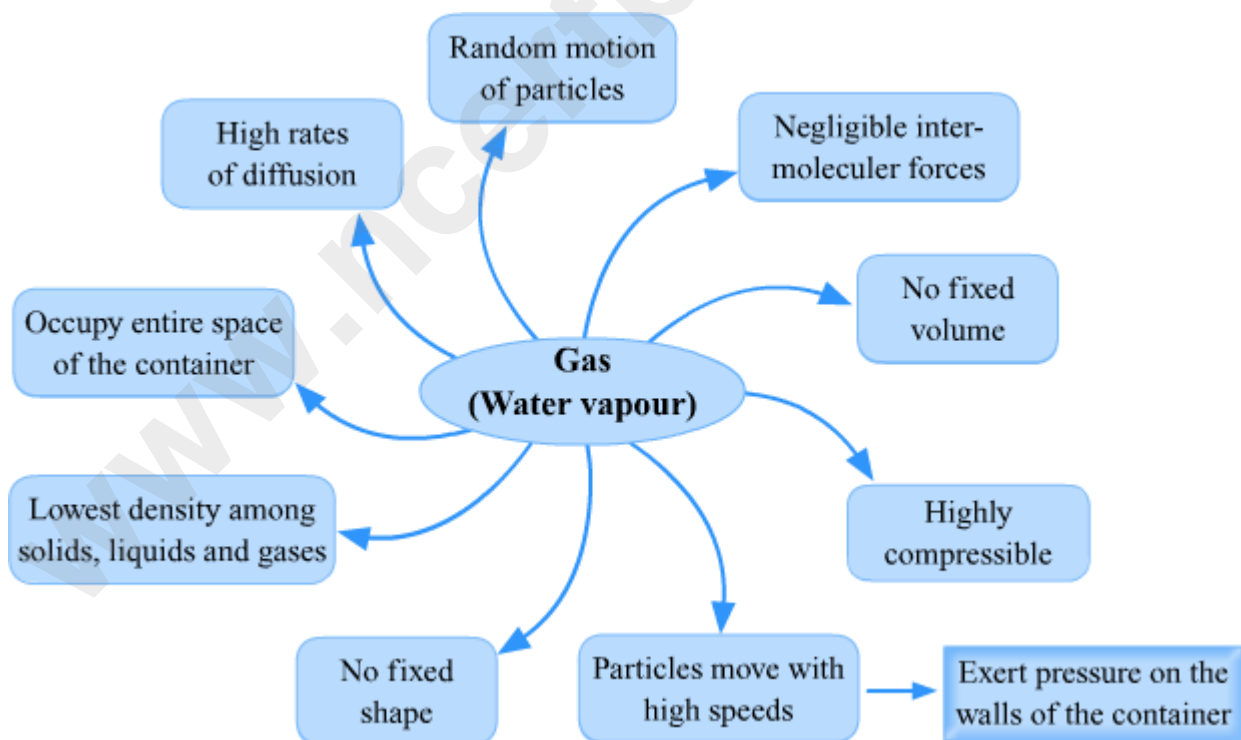 Random motion
of particles
High rates
of diffusion
Negligible inter-
moleculer forces
No fixed
volume
Occupy entire space
of the container
Gas
(Water vapour)
Lowest density among
solids, liquids and gases
Highly
compressible
No fixed
shape
Particles move with
high speeds
Exert pressure on the
walls of the container
www.ncert